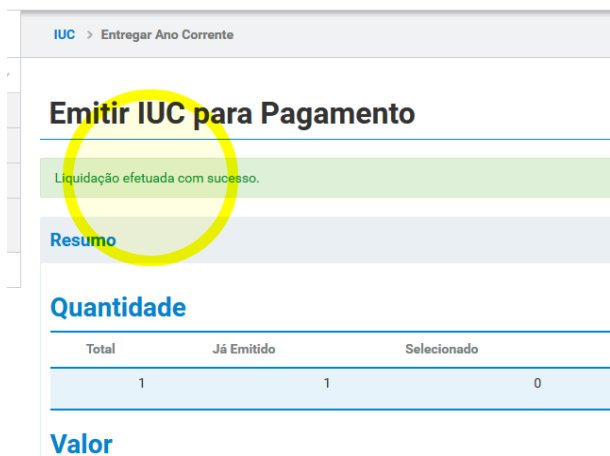 IUC > Entregar Ano Corrente
Emitir IUC para Pagamento
Liquidação efetuada com sucesso.
Resumo
Quantidade
Total Já Emitido Selecionado
1 1 0
Valor